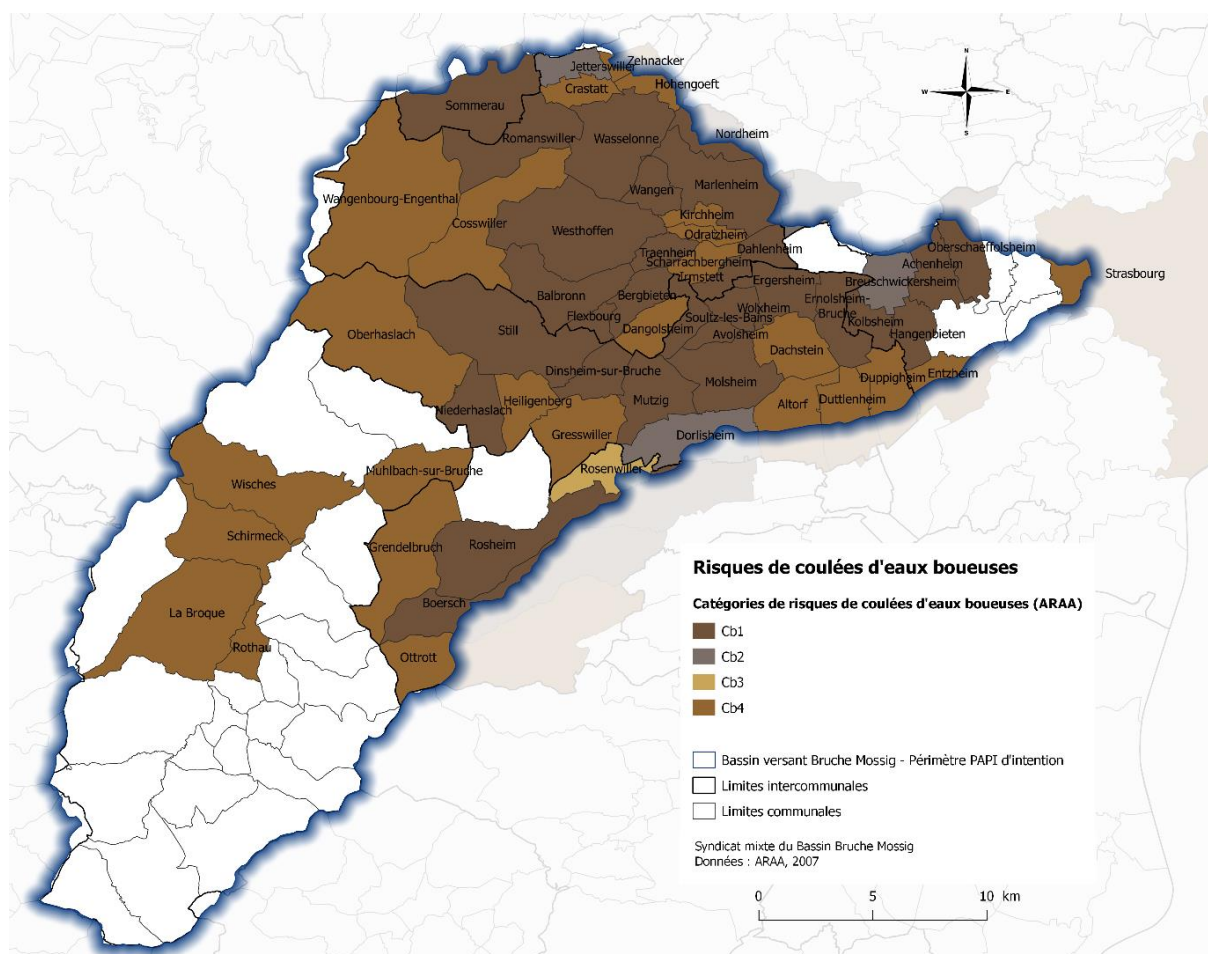 N
W
E
S
Zehnacker
Jetterswiller
Hohengoeft
Crastatt
Sommerau
Nordheim
Romanswiller
Wasselonne
Marlenheim
Wangen
Wangenbourg-Engenthal
Kirchheim
Cosswiller
Westhoffen
Odratzheim
Oberschaeffolsheim
Dahlenheim
Traenheim
Scharrachbergheim
Irmstett
Achenheim
Strasbourg
Breuschwickersheim
Ergersheim
Balbronn
Bergbieten
Ernolsheim
Bruche
Wolxheim
Flexbourg
Soultz-les-Bains
Kolbsheim
Dangolsheim
Avolsheim
Hangenbieten
Still
Oberhaslach
Dachstein
Dinsheim-sur-Bruche
Entzheim
Duppigheim
Molsheim
Heiligenberg
Mutzig
Altorf
Duttlenheim
Niederhaslach
Gresswiller
Dorlisheim
Rosenwiller
Muhlbach-sur-Bruche
Wisches
Schirmeck
Grendelbruch
Rosheim
Boersch
La Broque
Rothau
Ottrott
Risques de coulées d'eaux boueuses
Catégories de risques de coulées d'eaux boueuses (ARAA)
Cb1
Cb2
Cb3
Cb4
Bassin versant Bruche Mossig - Périmètre PAPI d'intention
Limites intercommunales
Limites communales
Syndicat mixte du Bassin Bruche Mossig
Données : ARAA, 2007
0 5 10 km